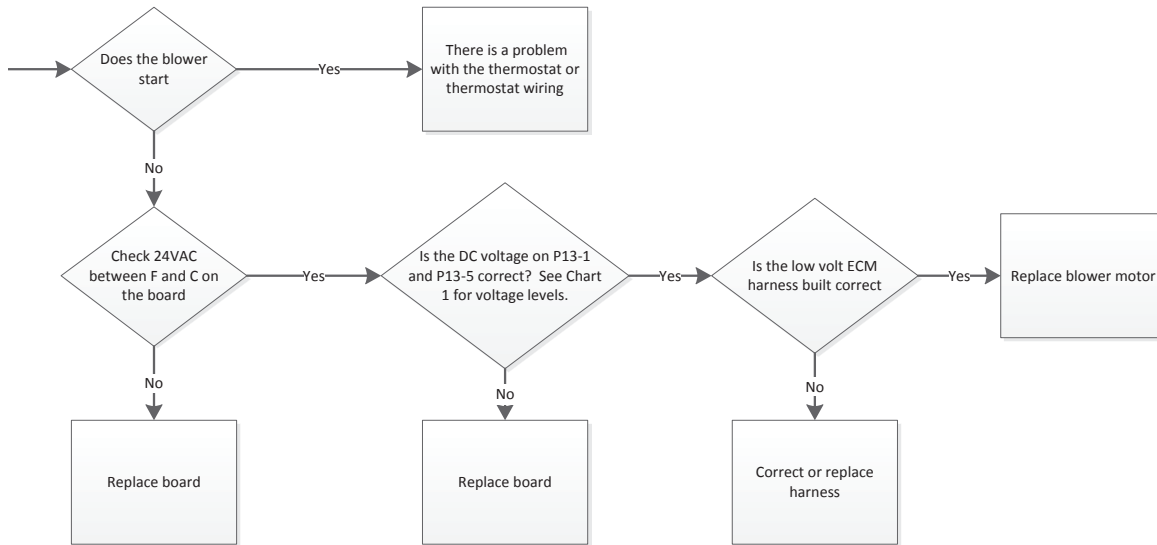 Does the blower
start
Yes
There is a problem
with the thermostat or
thermostat wiring
No
Check 24VAC
between F and C on
the board
Yes
Is the DC voltage on P13-1
and P13-5 correct?  See Chart
1 for voltage levels.
Yes
Is the low volt ECM
harness built correct
Yes
Replace blower motor
No
No
No
Replace board
Replace board
Correct or replace
harness